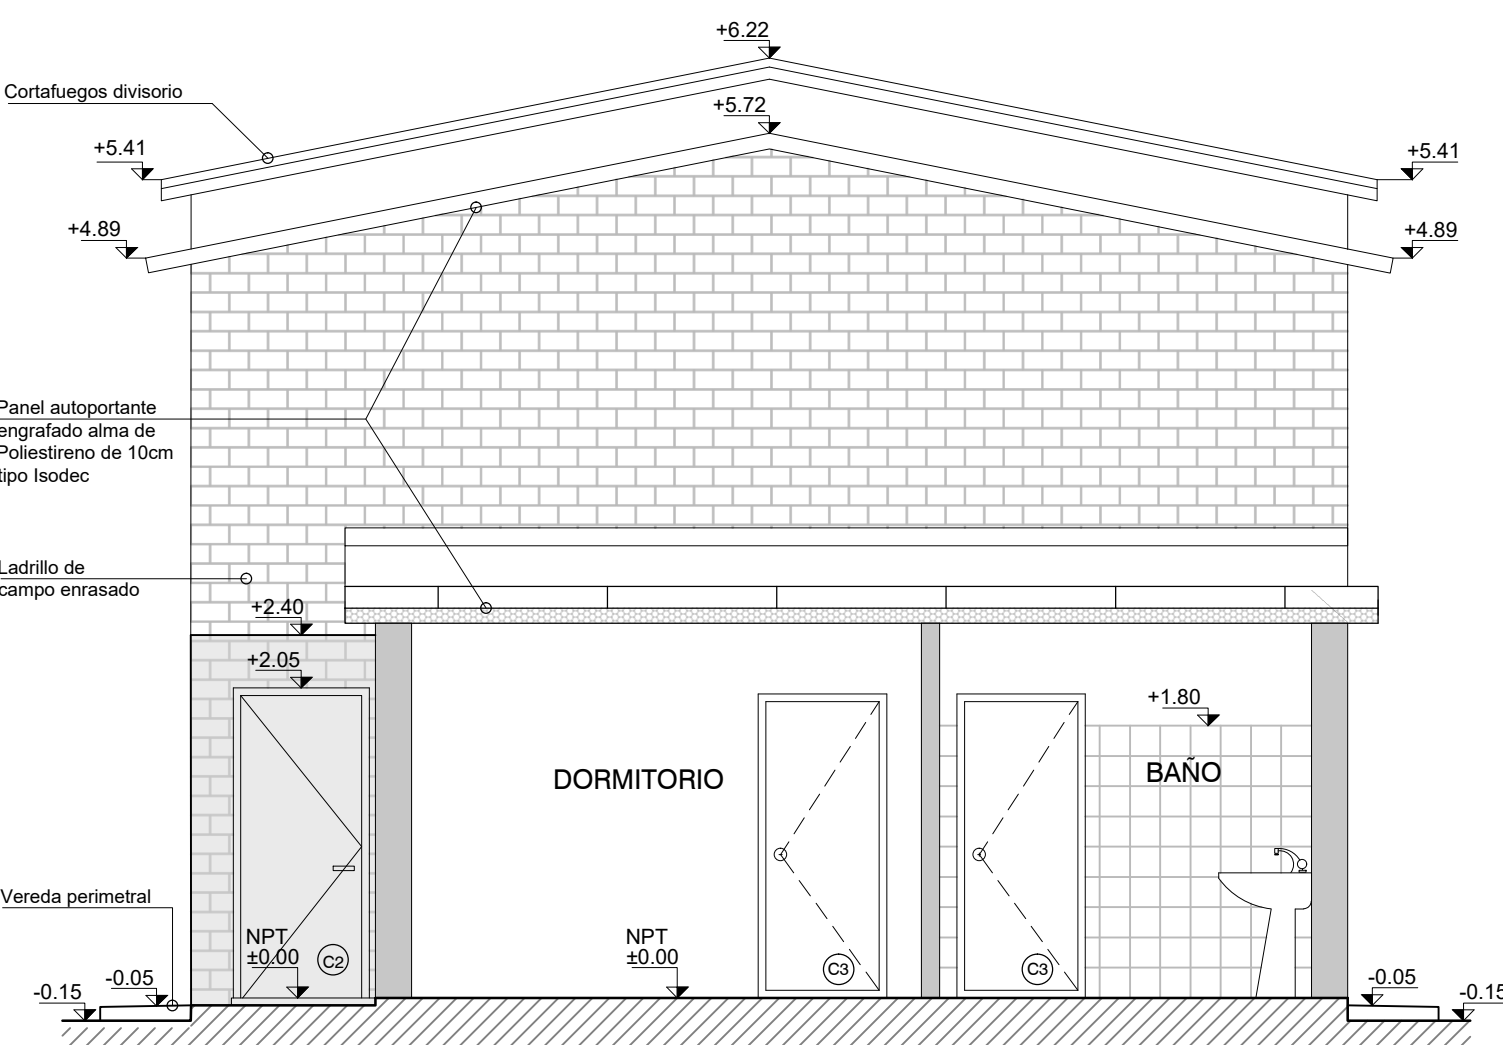 +6.22
Cortafuegos divisorio
+5.72
+5.41
+5.41
+4.89
+4.89
Panel autoportante
engrafado alma de
Poliestireno de 10cm
tipo Isodec
Ladrillo de
campo enrasado
+2.40
+2.05
+1.80
DORMITORIO
BAÑO
Vereda perimetral
NPT
±0.00
C2
NPT
±0.00
C3
C3
-0.05
-0.15
-0.05
-0.15